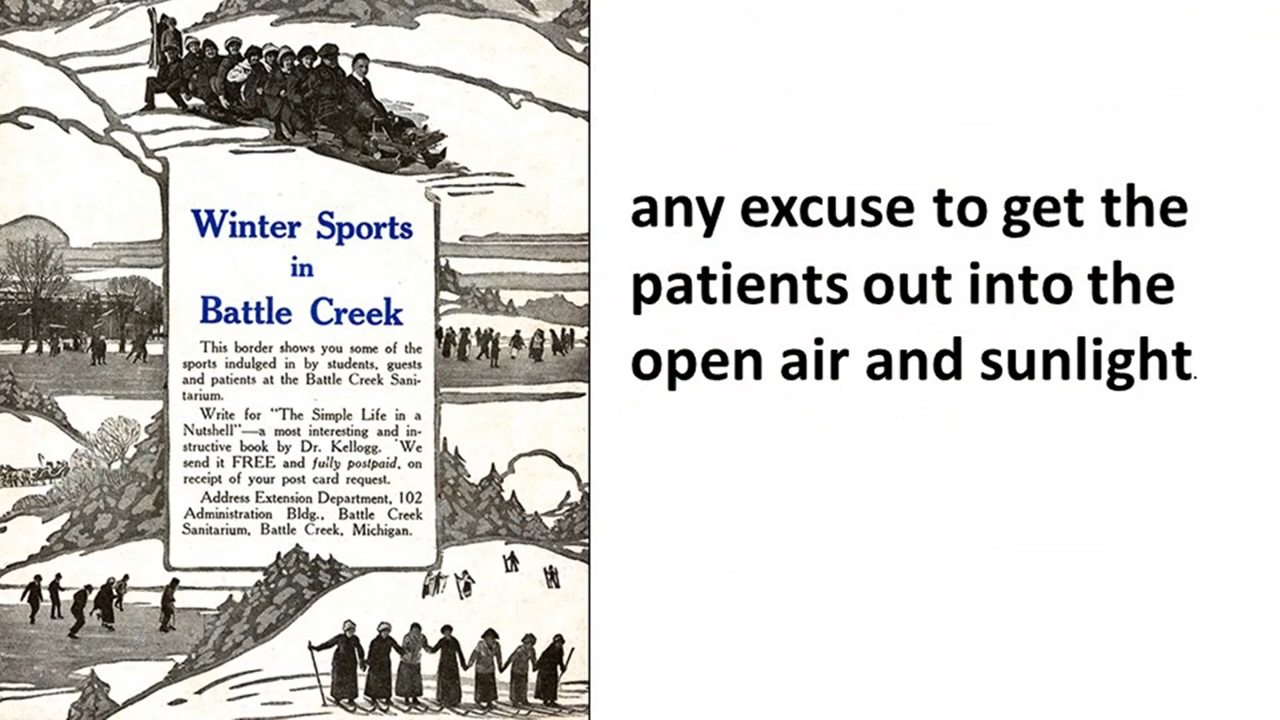 Winter Sports
in
Battle Creek
This border shows you some of the
sports indulged in by students, guests
and patients at the Battle Creek Sani-
tarium.
Write for "The Simple Life in a
Nutshell"—a most interesting and in-
structive book by Dr. Kellogg. We
send it FREE and fully postpaid, on
receipt of your post card request.
Address Extension Department, 102
Administration Bldg., Battle Creek
Sanitarium, Battle Creek, Michigan.
any excuse to get the
patients out into the
open air and sunlight.